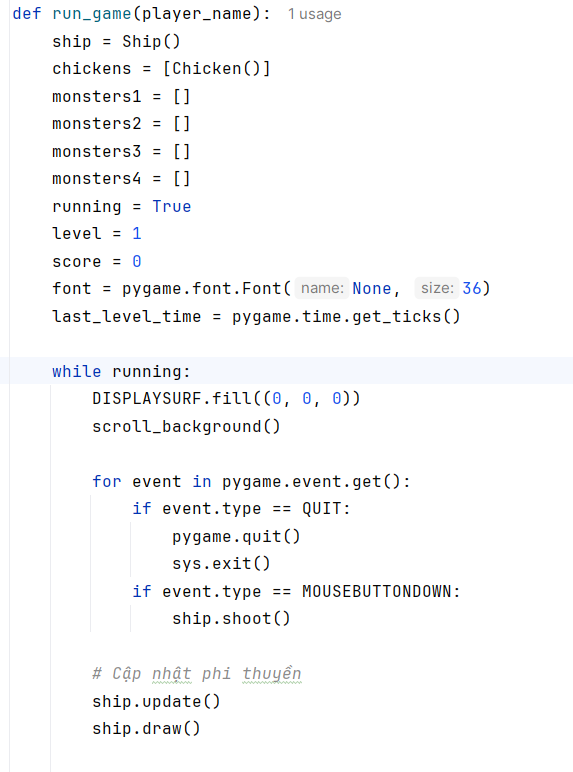 def run_game(player_name): 1 usage
    ship = Ship()
    chickens = [Chicken()]
    monsters1 = []
    monsters2 = []
    monsters3 = []
    monsters4 = []
    running = True
    level = 1
    score = 0
    font = pygame.font.Font( name: None, size: 36)
    last_level_time = pygame.time.get_ticks()
    while running:
        DISPLAYSURF.fill((0, 0, 0))
        scroll_background()
        for event in pygame.event.get():
            if event.type == QUIT:
                pygame.quit()
                sys.exit()
            if event.type == MOUSEBUTTONDOWN:
                ship.shoot()
        # Cập nhật phi thuyền
        ship.update()
        ship.draw()